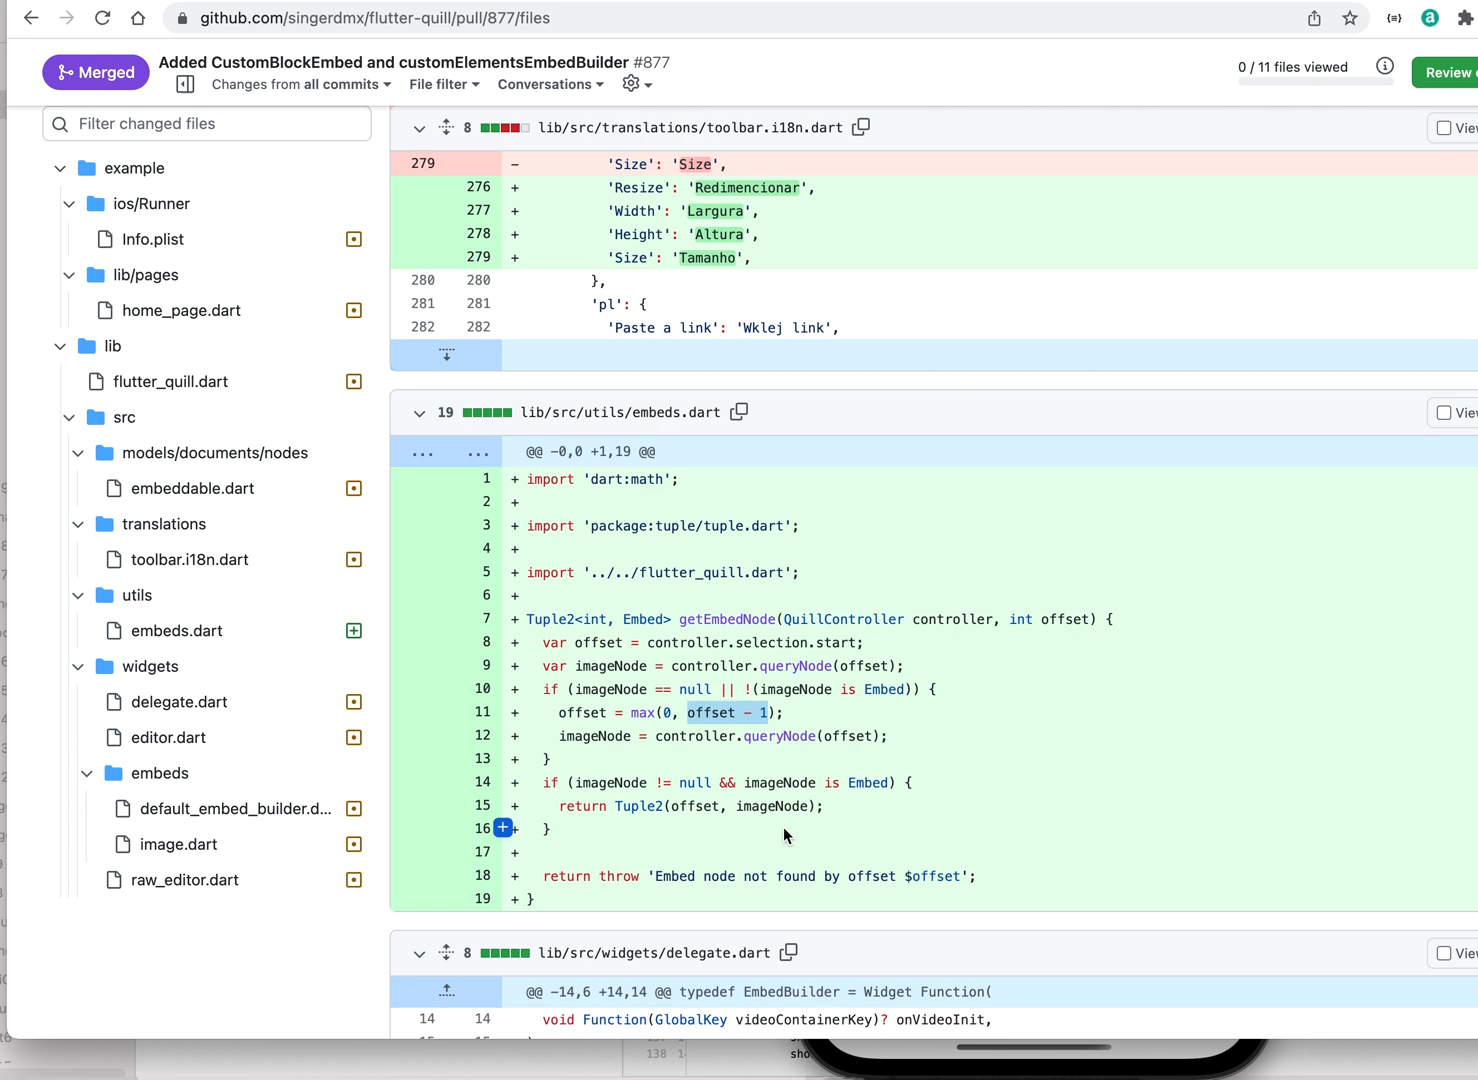 github.com/singerdmx/flutter-quill/pull/877/files
Merged
Added CustomBlockEmbed and customElementsEmbedBuilder #877
Changes from all commits
File filter
Conversations
0 / 11 files viewed
Review
Filter changed files
example
ios/Runner
Info.plist
lib/pages
home_page.dart
lib
flutter_quill.dart
src
models/documents/nodes
embeddable.dart
translations
toolbar.i18n.dart
utils
embeds.dart
widgets
delegate.dart
editor.dart
embeds
default_embed_builder.d...
image.dart
raw_editor.dart
8 lib/src/translations/toolbar.i18n.dart
279 - 'Size': 'Size',
276 + 'Resize': 'Redimencionar',
277 + 'Width': 'Largura',
278 + 'Height': 'Altura',
279 + 'Size': 'Tamanho',
280 280 },
281 281 'pl': {
282 282 'Paste a link': 'Wklej link',
19 lib/src/utils/embeds.dart
... ... @@ -0,0 +1,19 @@
1 + import 'dart:math';
2 +
3 + import 'package:tuple/tuple.dart';
4 +
5 + import '../../flutter_quill.dart';
6 +
7 + Tuple2<int, Embed> getEmbedNode(QuillController controller, int offset) {
8 + var offset = controller.selection.start;
9 + var imageNode = controller.queryNode(offset);
10 + if (imageNode == null || !(imageNode is Embed)) {
11 + offset = max(0, offset - 1);
12 + imageNode = controller.queryNode(offset);
13 + }
14 + if (imageNode != null && imageNode is Embed) {
15 + return Tuple2(offset, imageNode);
16 + }
17 +
18 + return throw 'Embed node not found by offset $offset';
19 + }
8 lib/src/widgets/delegate.dart
@@ -14,6 +14,14 @@ typedef EmbedBuilder = Widget Function(
14 14 void Function(GlobalKey videoContainerKey)? onVideoInit,
138
sho